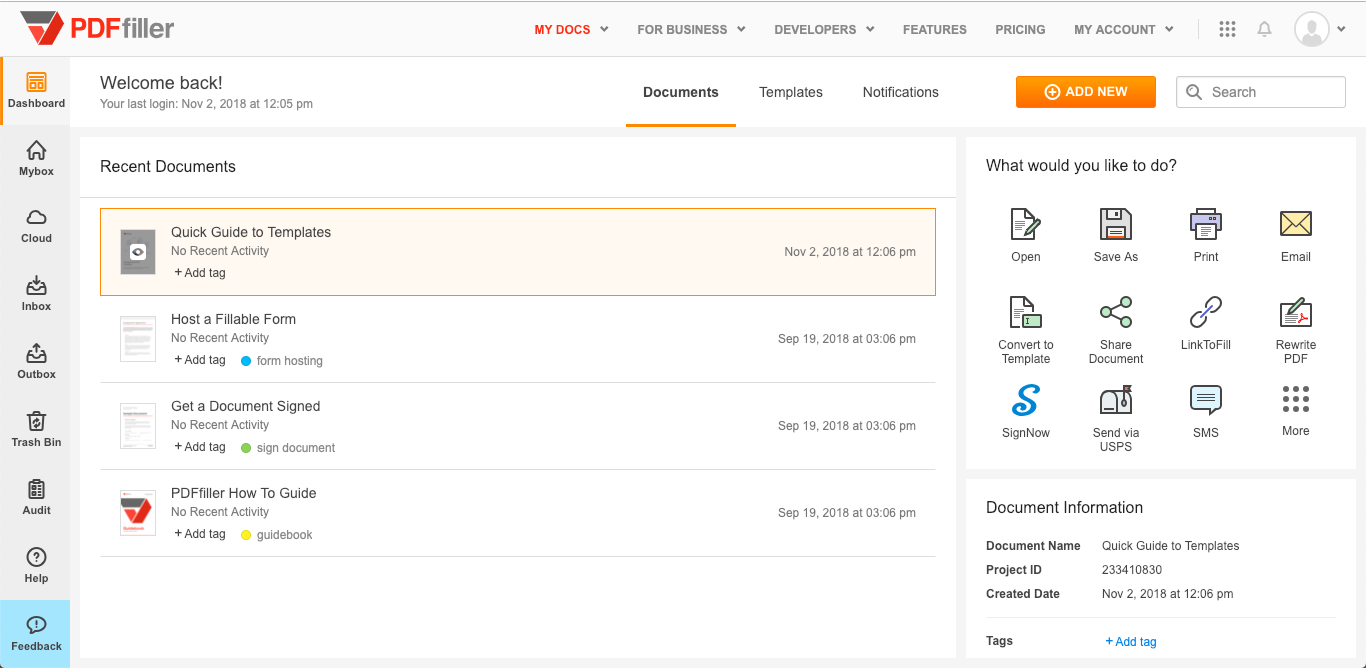 PDFfiller
MY DOCS
FOR BUSINESS
DEVELOPERS
FEATURES
PRICING
MY ACCOUNT
Dashboard
Mybox
Cloud
Inbox
Outbox
Trash Bin
Audit
Help
Feedback
Welcome back!
Your last login: Nov 2, 2018 at 12:05 pm
Documents
Templates
Notifications
ADD NEW
Search
Recent Documents
Quick Guide to Templates
No Recent Activity
Nov 2, 2018 at 12:06 pm
+ Add tag
Host a Fillable Form
No Recent Activity
Sep 19, 2018 at 03:06 pm
+ Add tag
form hosting
Get a Document Signed
No Recent Activity
Sep 19, 2018 at 03:06 pm
+ Add tag
sign document
PDFfiller How To Guide
No Recent Activity
Sep 19, 2018 at 03:06 pm
+ Add tag
guidebook
Guidebook
What would you like to do?
Open
Save As
Print
Email
Convert to
Template
Share
Document
LinkToFill
Rewrite
PDF
SignNow
Send via
USPS
SMS
More
Document Information
Document Name Quick Guide to Templates
Project ID 233410830
Created Date Nov 2, 2018 at 12:06 pm
Tags + Add tag